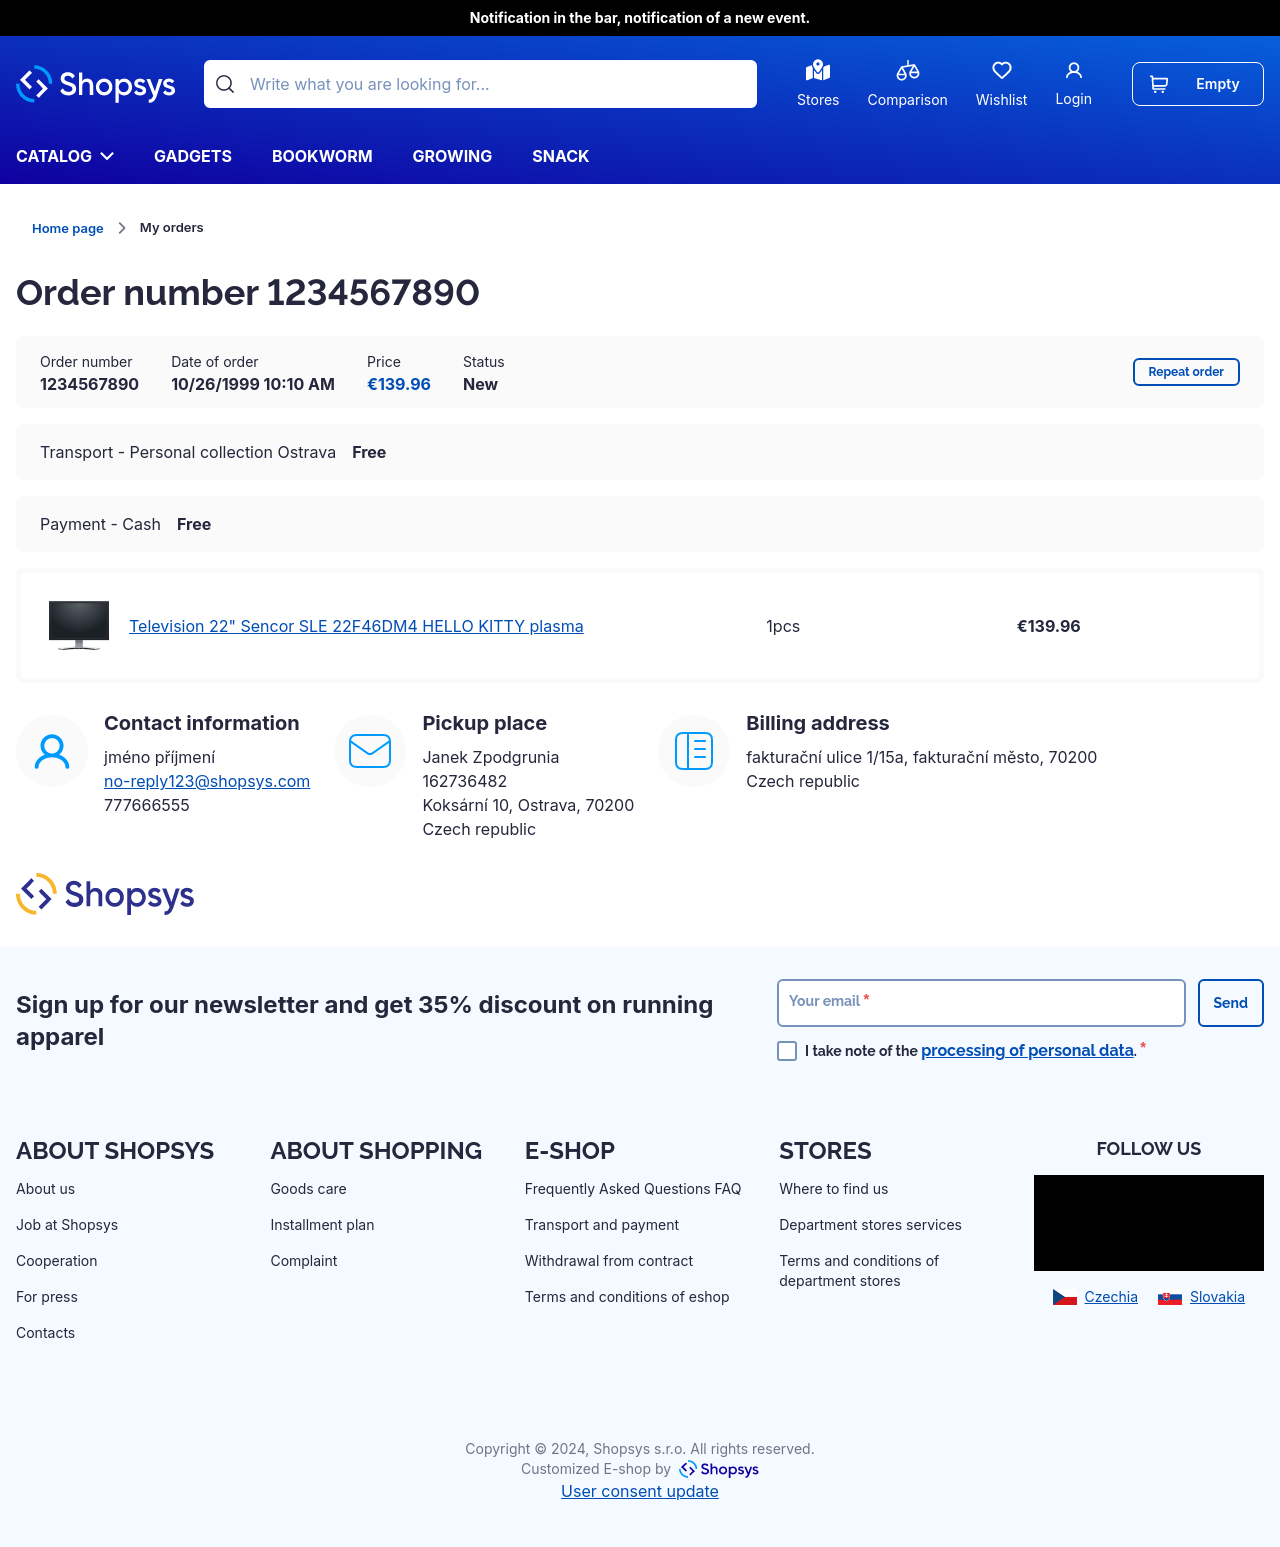 Notification in the bar, notification of a new event.
Shopsys
Write what you are looking for...
Stores
Comparison
Wishlist
Login
Empty
CATALOG
GADGETS
BOOKWORM
GROWING
SNACK
Home page
My orders
Order number 1234567890
Order number
1234567890
Date of order
10/26/1999 10:10 AM
Price
€139.96
Status
New
Repeat order
Transport - Personal collection Ostrava Free
Payment - Cash Free
Television 22" Sencor SLE 22F46DM4 HELLO KITTY plasma
1pcs
€139.96
Contact information
jméno příjmení
no-reply123@shopsys.com
777666555
Pickup place
Janek Zpodgrunia
162736482
Koksární 10, Ostrava, 70200
Czech republic
Billing address
fakturační ulice 1/15a, fakturační město, 70200
Czech republic
Shopsys
Sign up for our newsletter and get 35% discount on running
apparel
Your email *
Send
I take note of the processing of personal data. *
ABOUT SHOPSYS
About us
Job at Shopsys
Cooperation
For press
Contacts
ABOUT SHOPPING
Goods care
Installment plan
Complaint
E-SHOP
Frequently Asked Questions FAQ
Transport and payment
Withdrawal from contract
Terms and conditions of eshop
STORES
Where to find us
Department stores services
Terms and conditions of
department stores
FOLLOW US
Czechia
Slovakia
Copyright © 2024, Shopsys s.r.o. All rights reserved.
Customized E-shop by Shopsys
User consent update